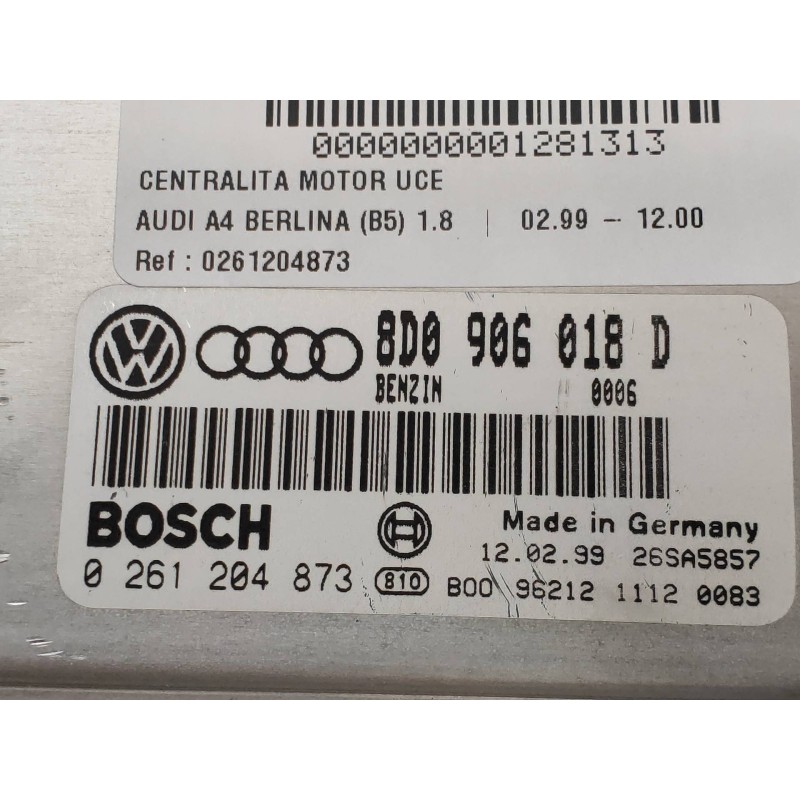 0000000001281313
CENTRALITA MOTOR UCE
AUDI A4 BERLINA (B5) 1.8 | 02.99 - 12.00
Ref : 0261204873
8D0 906 018 D
BENZIN 0006
BOSCH
Made in Germany
12.02.99 26SA5857
0 261 204 873 810 B00 96212 1112 0083